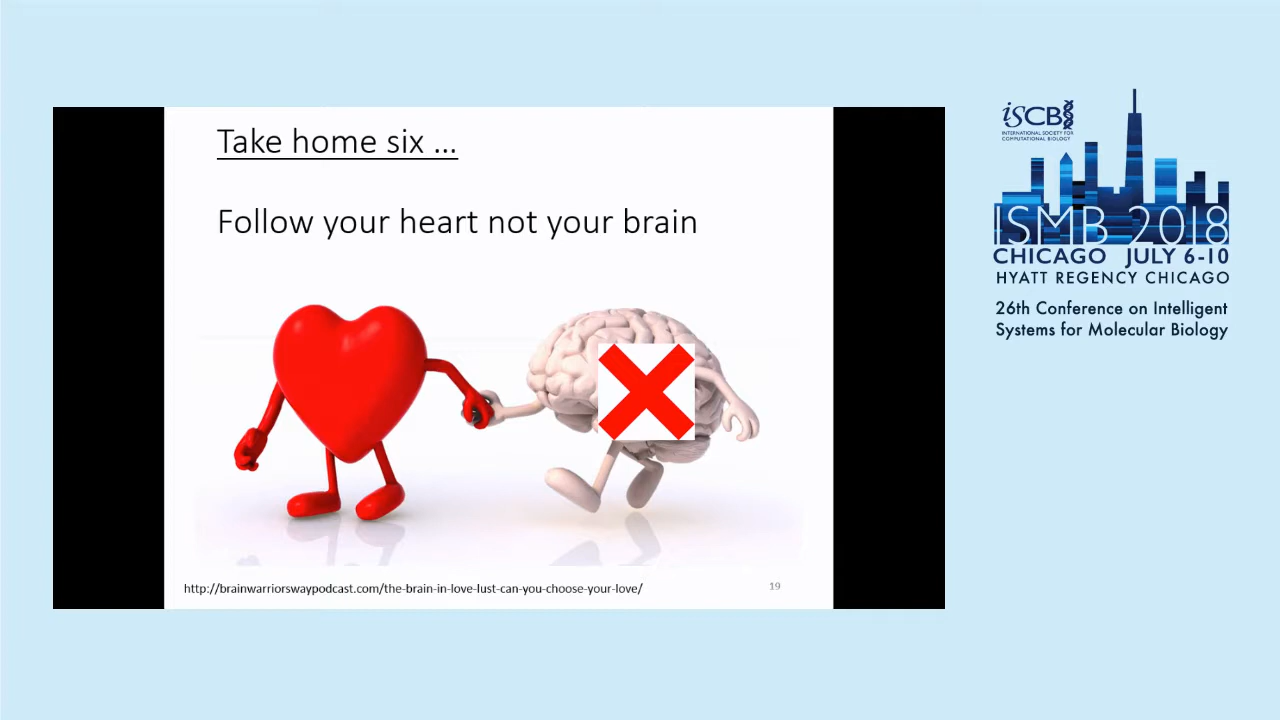 Take home six ...
Follow your heart not your brain
http://brainwarriorswaypodcast.com/the-brain-in-love-lust-can-you-choose-your-love/
19
iSCB
INTERNATIONAL SOCIETY FOR
COMPUTATIONAL BIOLOGY
ISMB 2018
CHICAGO JULY 6-10
HYATT REGENCY CHICAGO
26th Conference on Intelligent
Systems for Molecular Biology